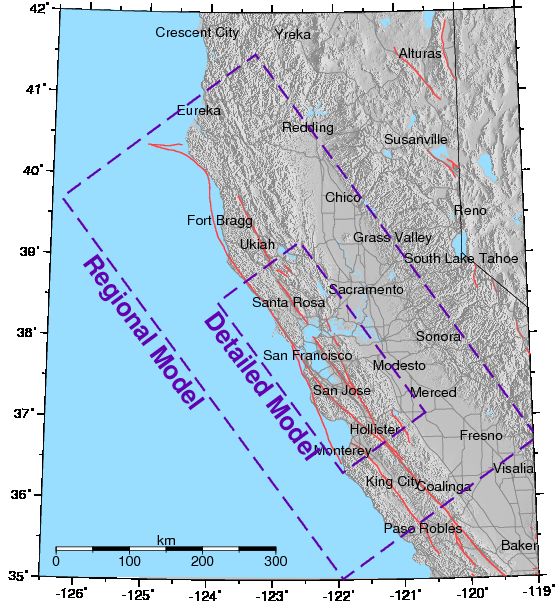 42°
Crescent City
Yreka
Alturas
41°
Eureka
Redding
Susanville
40°
Chico
Reno
Fort Bragg
Grass Valley
Ukiah
39°
South Lake Tahoe
Sacramento
Santa Rosa
Regional Model
38°
Detailed Model
Sonora
San Francisco
Modesto
San Jose
Merced
37°
Hollister
Fresno
Monterey
Visalia
King City
Coalinga
36°
Paso Robles
km
Baker
0 100 200 300
35°
-126° -125° -124° -123° -122° -121° -120° -119°